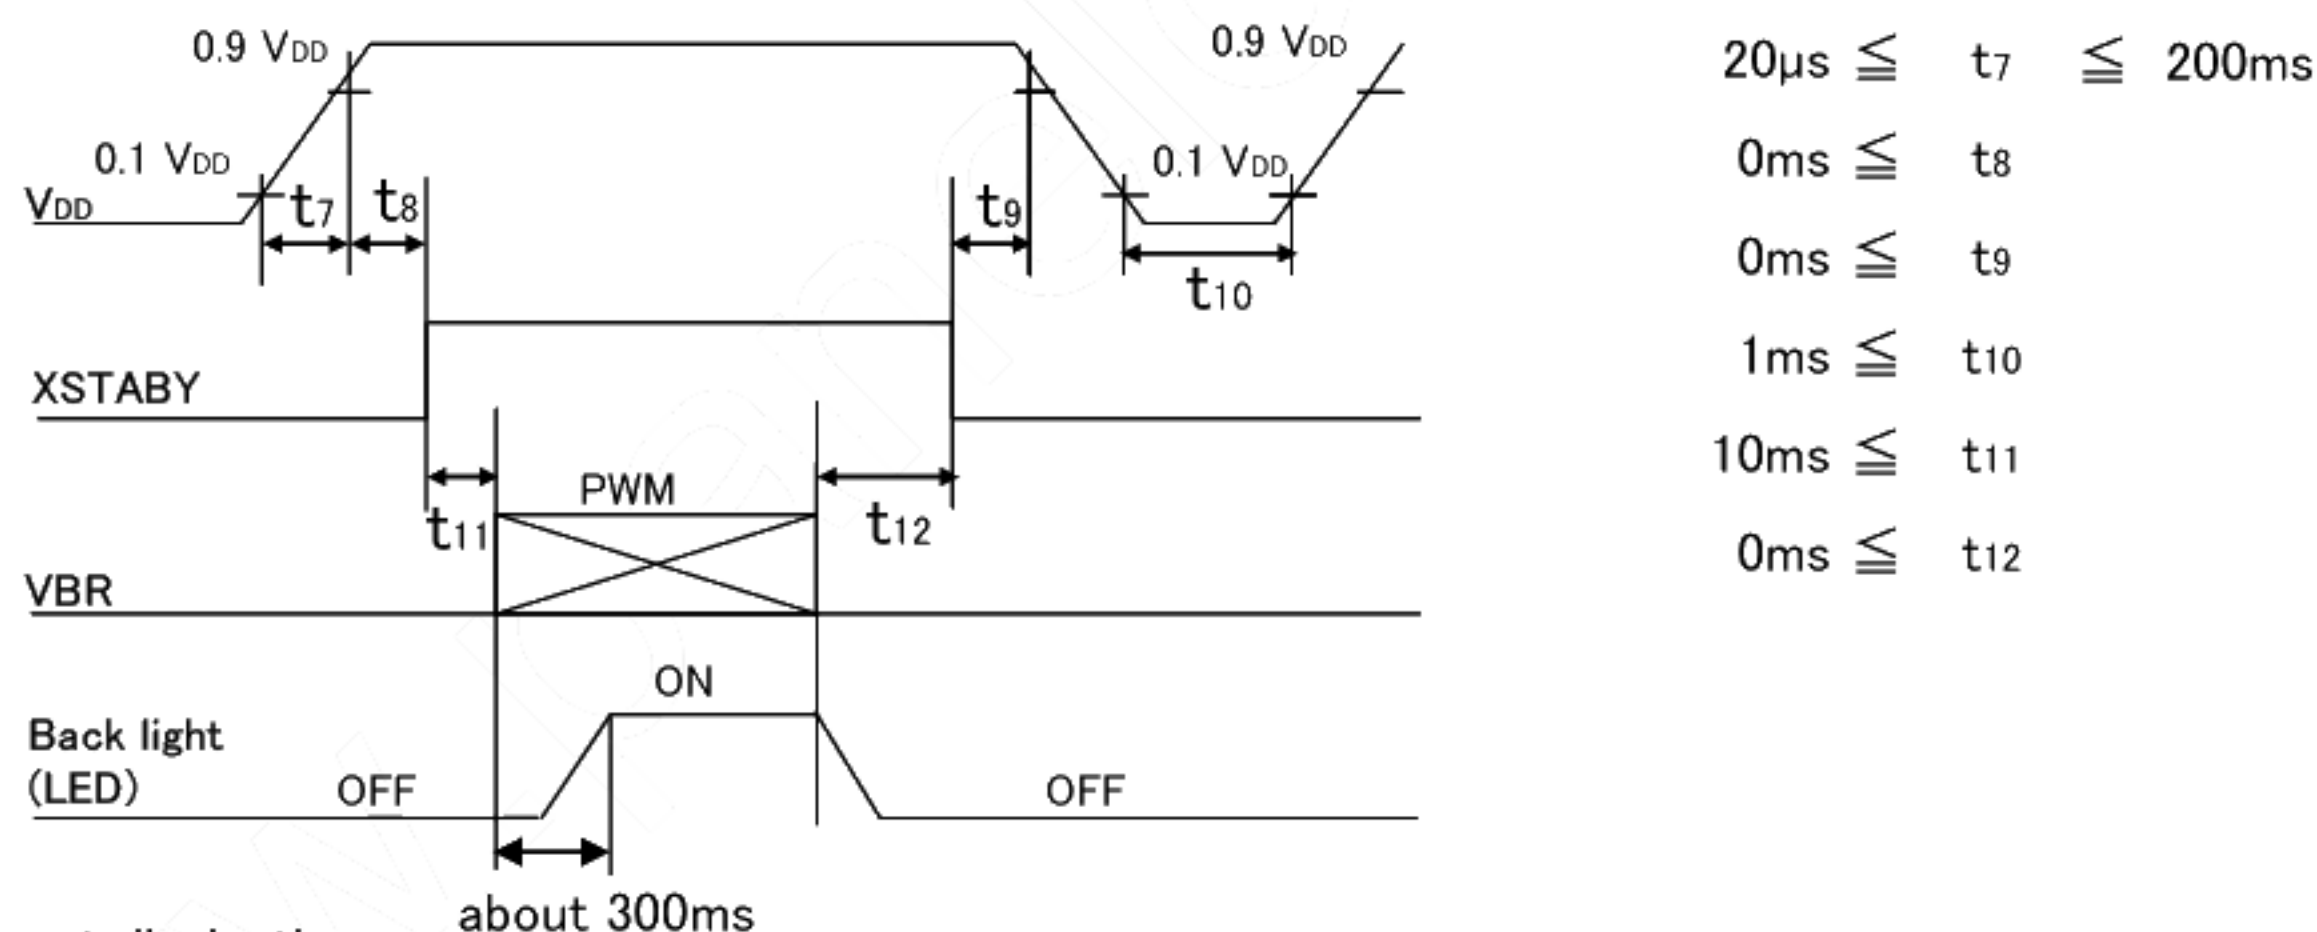 0.9 VDD
0.9 VDD
20μs ≦ t7 ≦ 200ms
0.1 VDD
0.1 VDD
0ms ≦ t8
VDD
t7
t8
t9
0ms ≦ t9
t10
1ms ≦ t10
XSTABY
10ms ≦ t11
PWM
t11
t12
0ms ≦ t12
VBR
ON
Back light
(LED)
OFF
OFF
about 300ms